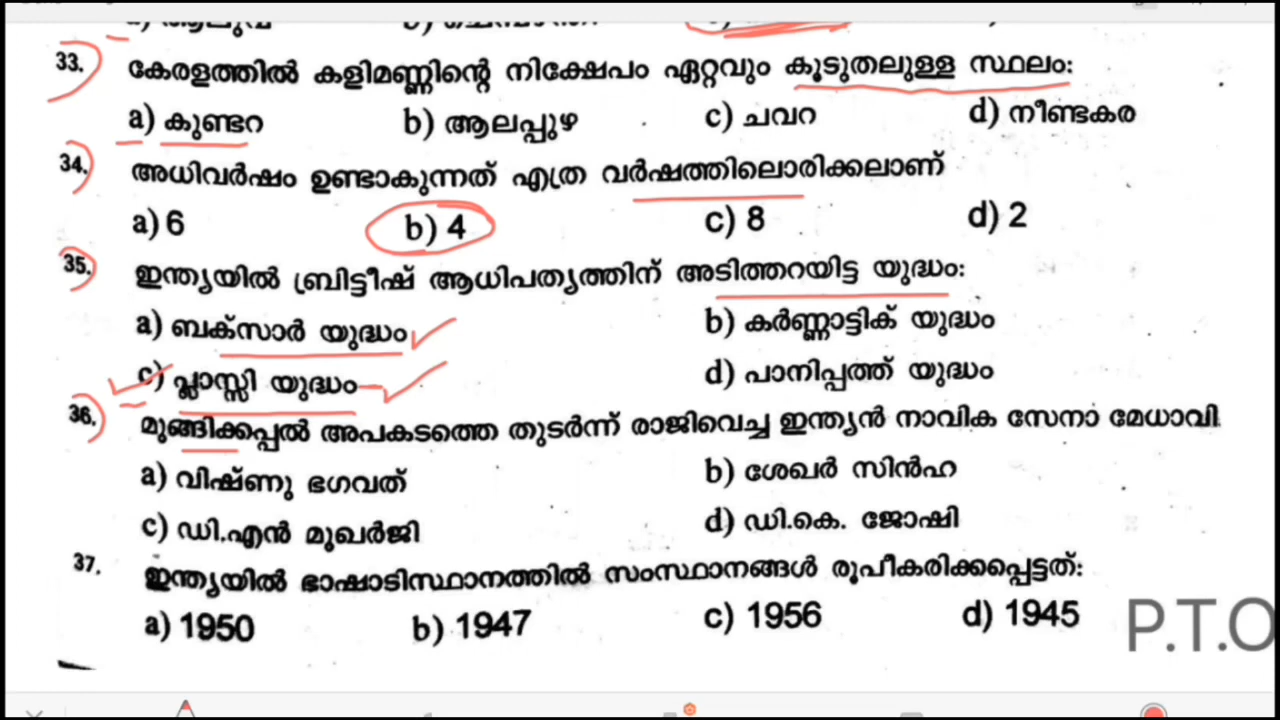 33. കേരളത്തിൽ കളിമണ്ണിന്റെ നിക്ഷേപം ഏറ്റവും കൂടുതലുള്ള സ്ഥലം:
a) കുണ്ടറ b) ആലപ്പുഴ c) ചവറ d) നീണ്ടകര
34. അധിവർഷം ഉണ്ടാകുന്നത് എത്ര വർഷത്തിലൊരിക്കലാണ്
a) 6 b) 4 c) 8 d) 2
35. ഇന്ത്യയിൽ ബ്രിട്ടീഷ് ആധിപത്യത്തിന് അടിത്തറയിട്ട യുദ്ധം:
a) ബക്സാർ യുദ്ധം b) കർണ്ണാട്ടിക് യുദ്ധം
c) പ്ലാസ്സി യുദ്ധം d) പാനിപ്പത്ത് യുദ്ധം
36. മുങ്ങിക്കപ്പൽ അപകടത്തെ തുടർന്ന് രാജിവെച്ച ഇന്ത്യൻ നാവിക സേനാ മേധാവി
a) വിഷ്ണു ഭഗവത് b) ശേഖർ സിൻഹ
c) ഡി.എൻ മുഖർജി d) ഡി.കെ. ജോഷി
37. ഇന്ത്യയിൽ ഭാഷാടിസ്ഥാനത്തിൽ സംസ്ഥാനങ്ങൾ രൂപീകരിക്കപ്പെട്ടത്:
a) 1950 b) 1947 c) 1956 d) 1945
P.T.O